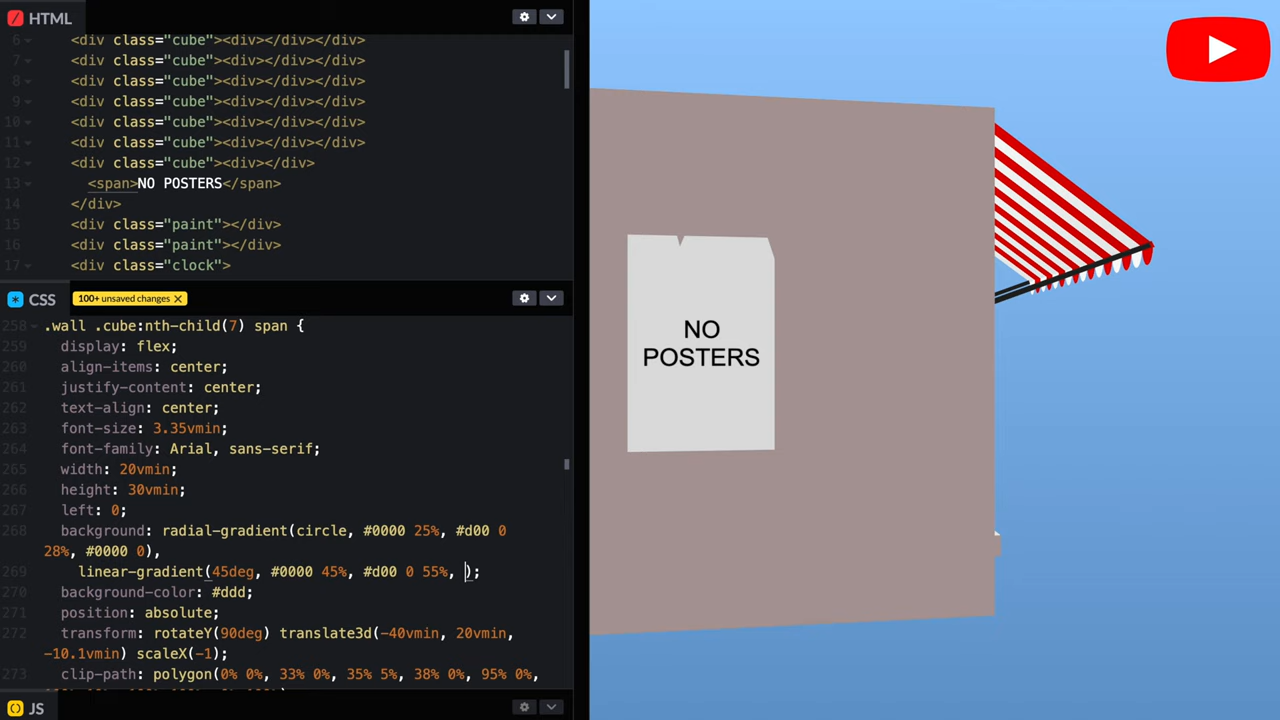 HTML
6 <div class="cube"><div></div></div>
7 <div class="cube"><div></div></div>
8 <div class="cube"><div></div></div>
9 <div class="cube"><div></div></div>
10 <div class="cube"><div></div></div>
11 <div class="cube"><div></div></div>
12 <div class="cube"><div></div>
13 <span>NO POSTERS</span>
14 </div>
15 <div class="paint"></div>
16 <div class="paint"></div>
17 <div class="clock">
CSS 100+ unsaved changes ×
258 .wall .cube:nth-child(7) span {
259 display: flex;
260 align-items: center;
261 justify-content: center;
262 text-align: center;
263 font-size: 3.35vmin;
264 font-family: Arial, sans-serif;
265 width: 20vmin;
266 height: 30vmin;
267 left: 0;
268 background: radial-gradient(circle, #0000 25%, #d00 0
28%, #0000 0),
269 linear-gradient(45deg, #0000 45%, #d00 0 55%, );
270 background-color: #ddd;
271 position: absolute;
272 transform: rotateY(90deg) translate3d(-40vmin, 20vmin,
-10.1vmin) scaleX(-1);
273 clip-path: polygon(0% 0%, 33% 0%, 35% 5%, 38% 0%, 95% 0%,
JS
NO
POSTERS